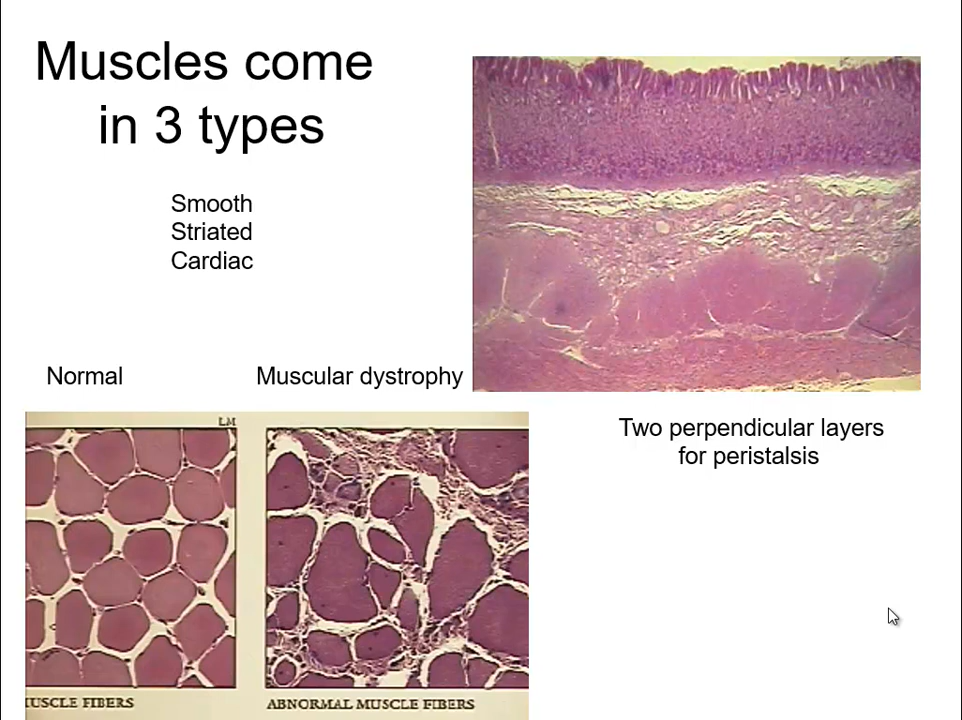 Muscles come
in 3 types
Smooth
Striated
Cardiac
Normal
Muscular dystrophy
Two perpendicular layers
for peristalsis
LM
FIBERS
ABNORMAL MUSCLE FIBERS